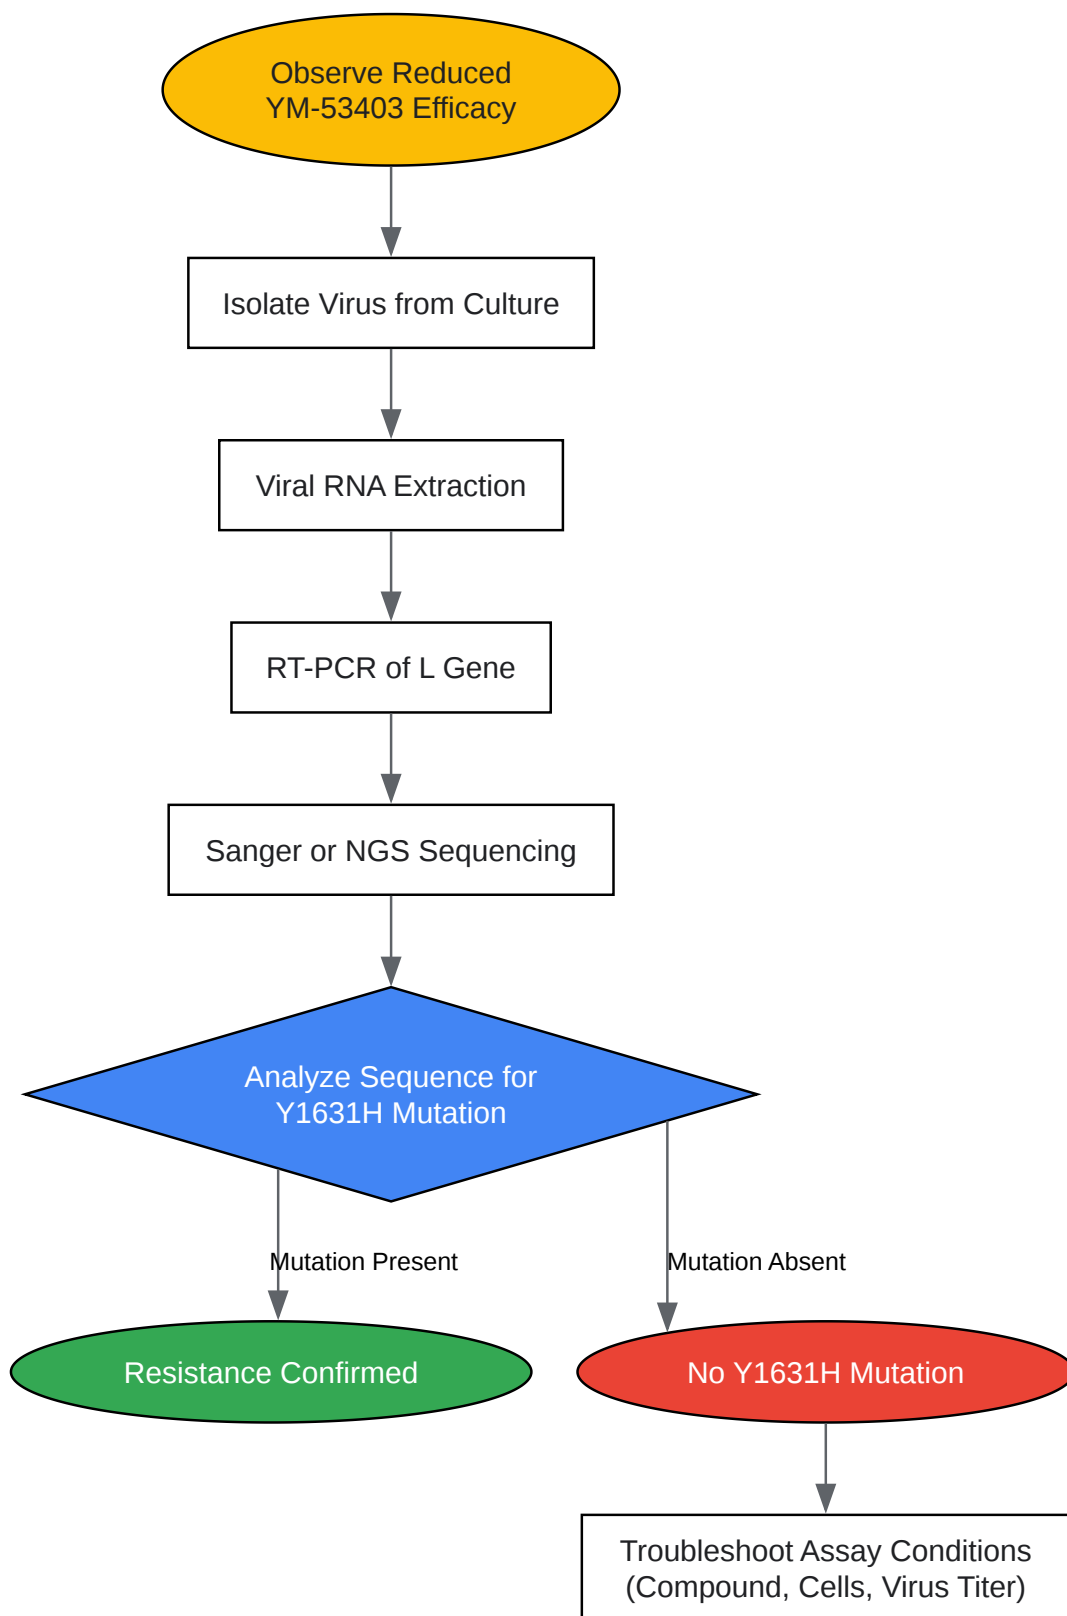 Observe Reduced
YM-53403 Efficacy
Isolate Virus from Culture
Viral RNA Extraction
RT-PCR of L Gene
Sanger or NGS Sequencing
Analyze Sequence for
Y1631H Mutation
Mutation Present
Mutation Absent
Resistance Confirmed
No Y1631H Mutation
Troubleshoot Assay Conditions
(Compound, Cells, Virus Titer)